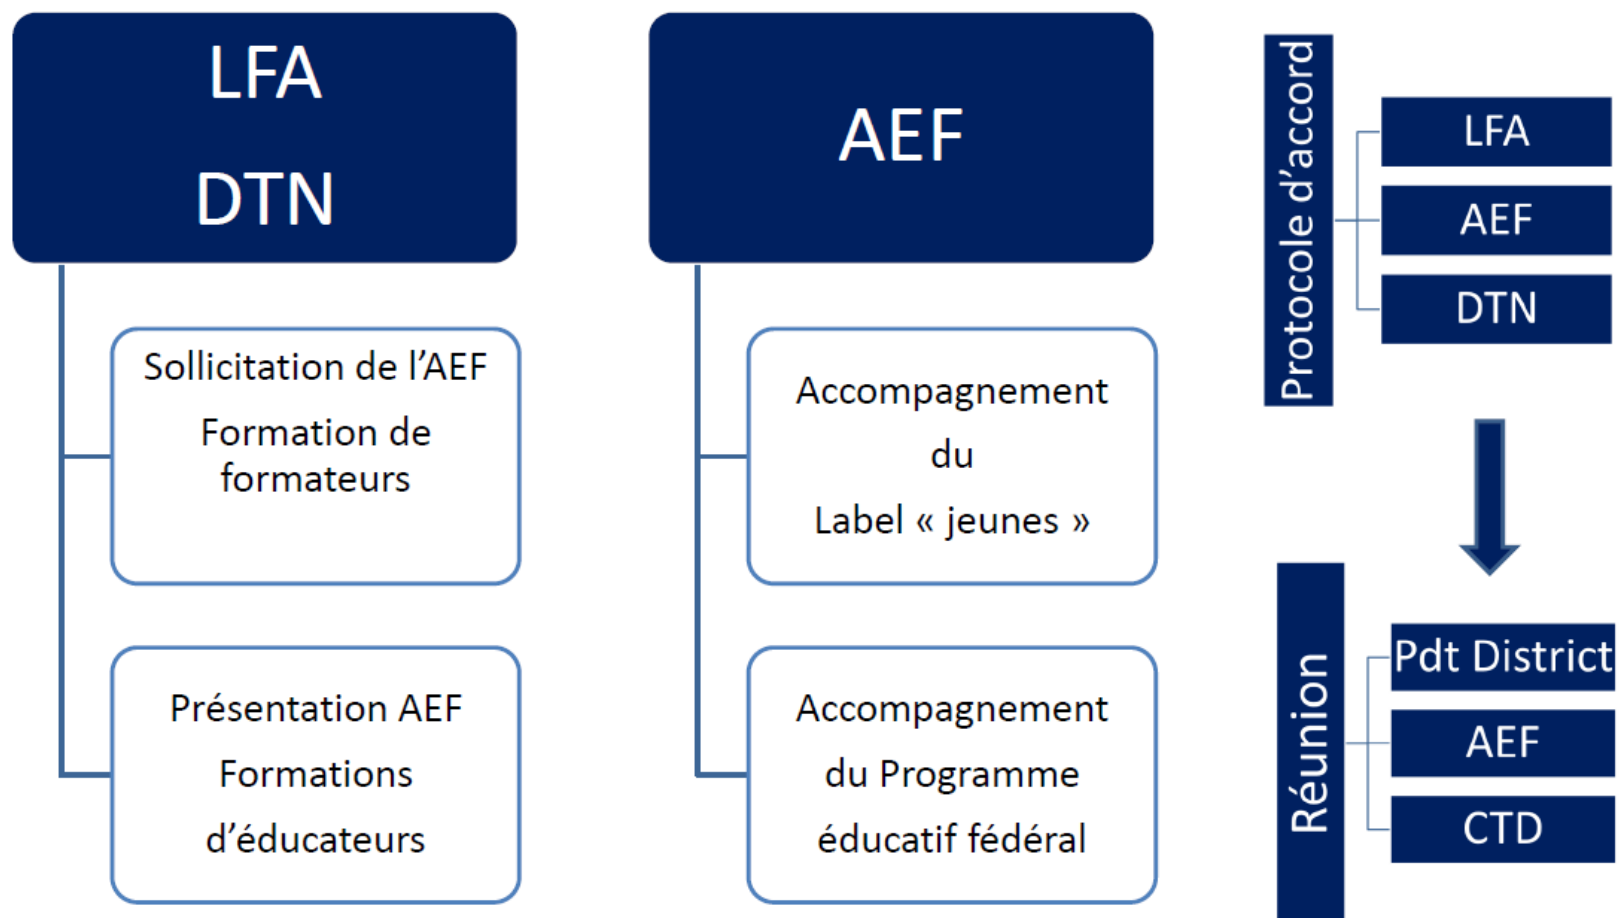 LFA
DTN
Sollicitation de l’AEF
Formation de
formateurs
Présentation AEF
Formations
d’éducateurs
AEF
Accompagnement
du
Label « jeunes »
Accompagnement
du Programme
éducatif fédéral
Protocole d’accord
LFA
AEF
DTN
Réunion
Pdt District
AEF
CTD